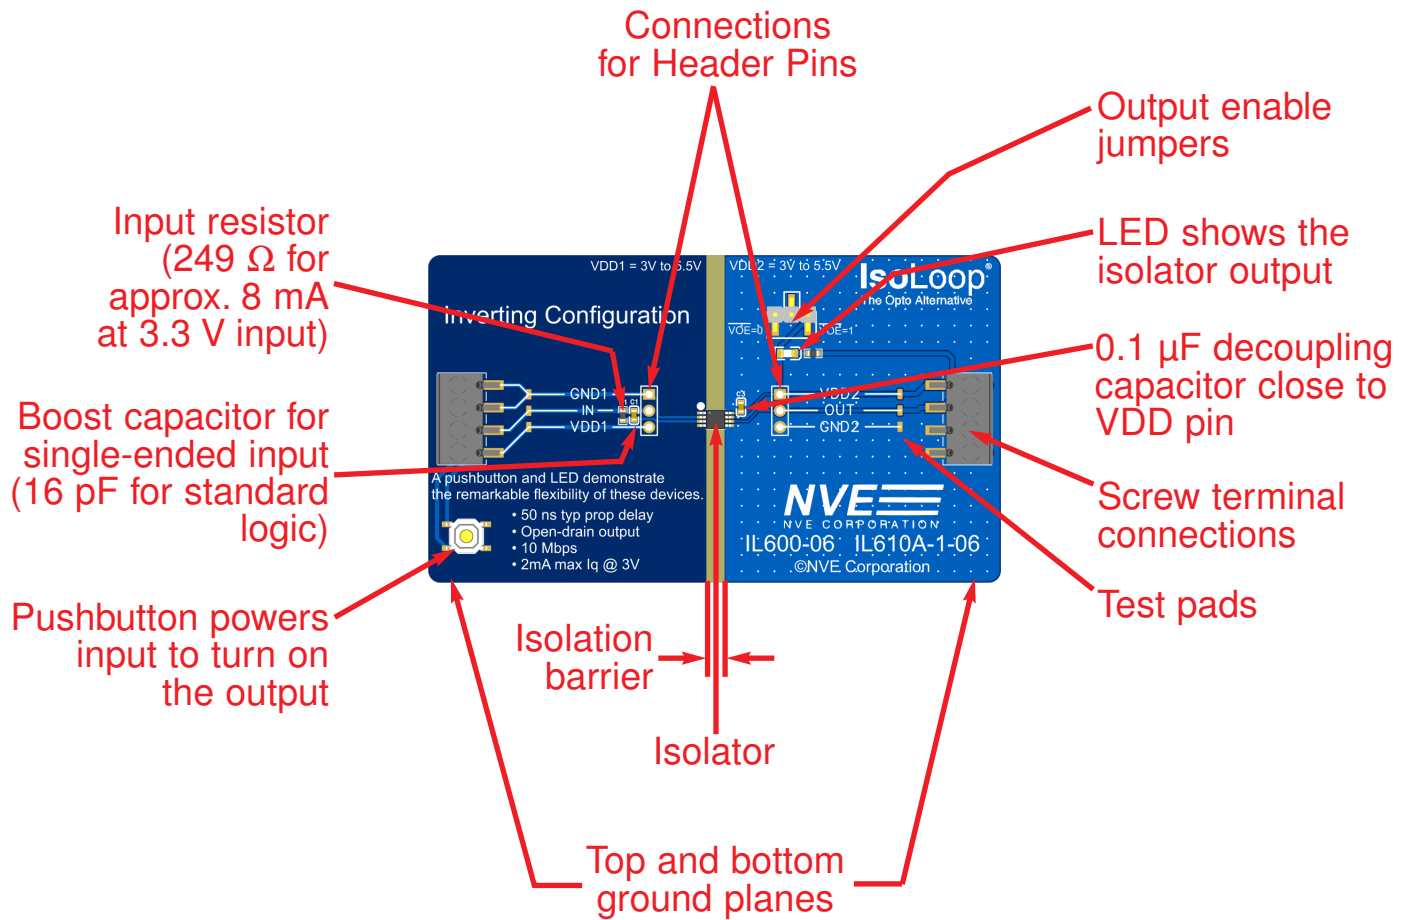 Connections
for Header Pins
Output enable
jumpers
Input resistor
(249 Ω for
approx. 8 mA
at 3.3 V input)
LED shows the
isolator output
VDD1 = 3V to 5.5V
VDD2 = 3V to 5.5V
IsoLoop®
The Opto Alternative
Inverting Configuration
VOE=0
VOE=1
0.1 µF decoupling
capacitor close to
VDD pin
Boost capacitor for
single-ended input
(16 pF for standard
logic)
GND1
IN
VDD1
C1
VDD2
OUT
GND2
A pushbutton and LED demonstrate
the remarkable flexibility of these devices.
• 50 ns typ prop delay
• Open-drain output
• 10 Mbps
• 2mA max Iq @ 3V
NVE
NVE CORPORATION
IL600-06 IL610A-1-06
©NVE Corporation
Screw terminal
connections
Test pads
Pushbutton powers
input to turn on
the output
Isolation
barrier
Isolator
Top and bottom
ground planes